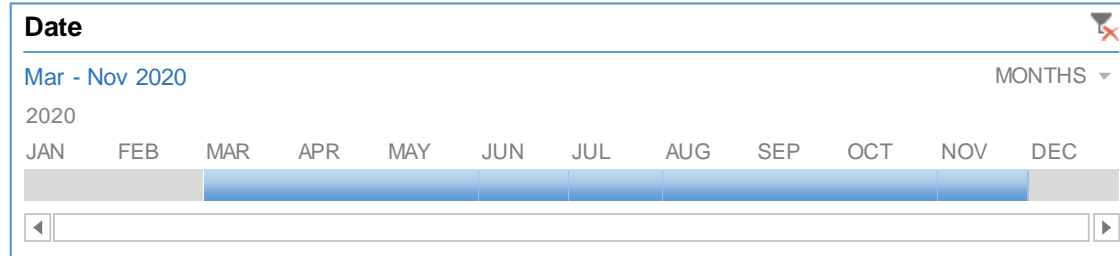 Date
Mar - Nov 2020 MONTHS
2020
JAN FEB MAR APR MAY JUN JUL AUG SEP OCT NOV DEC